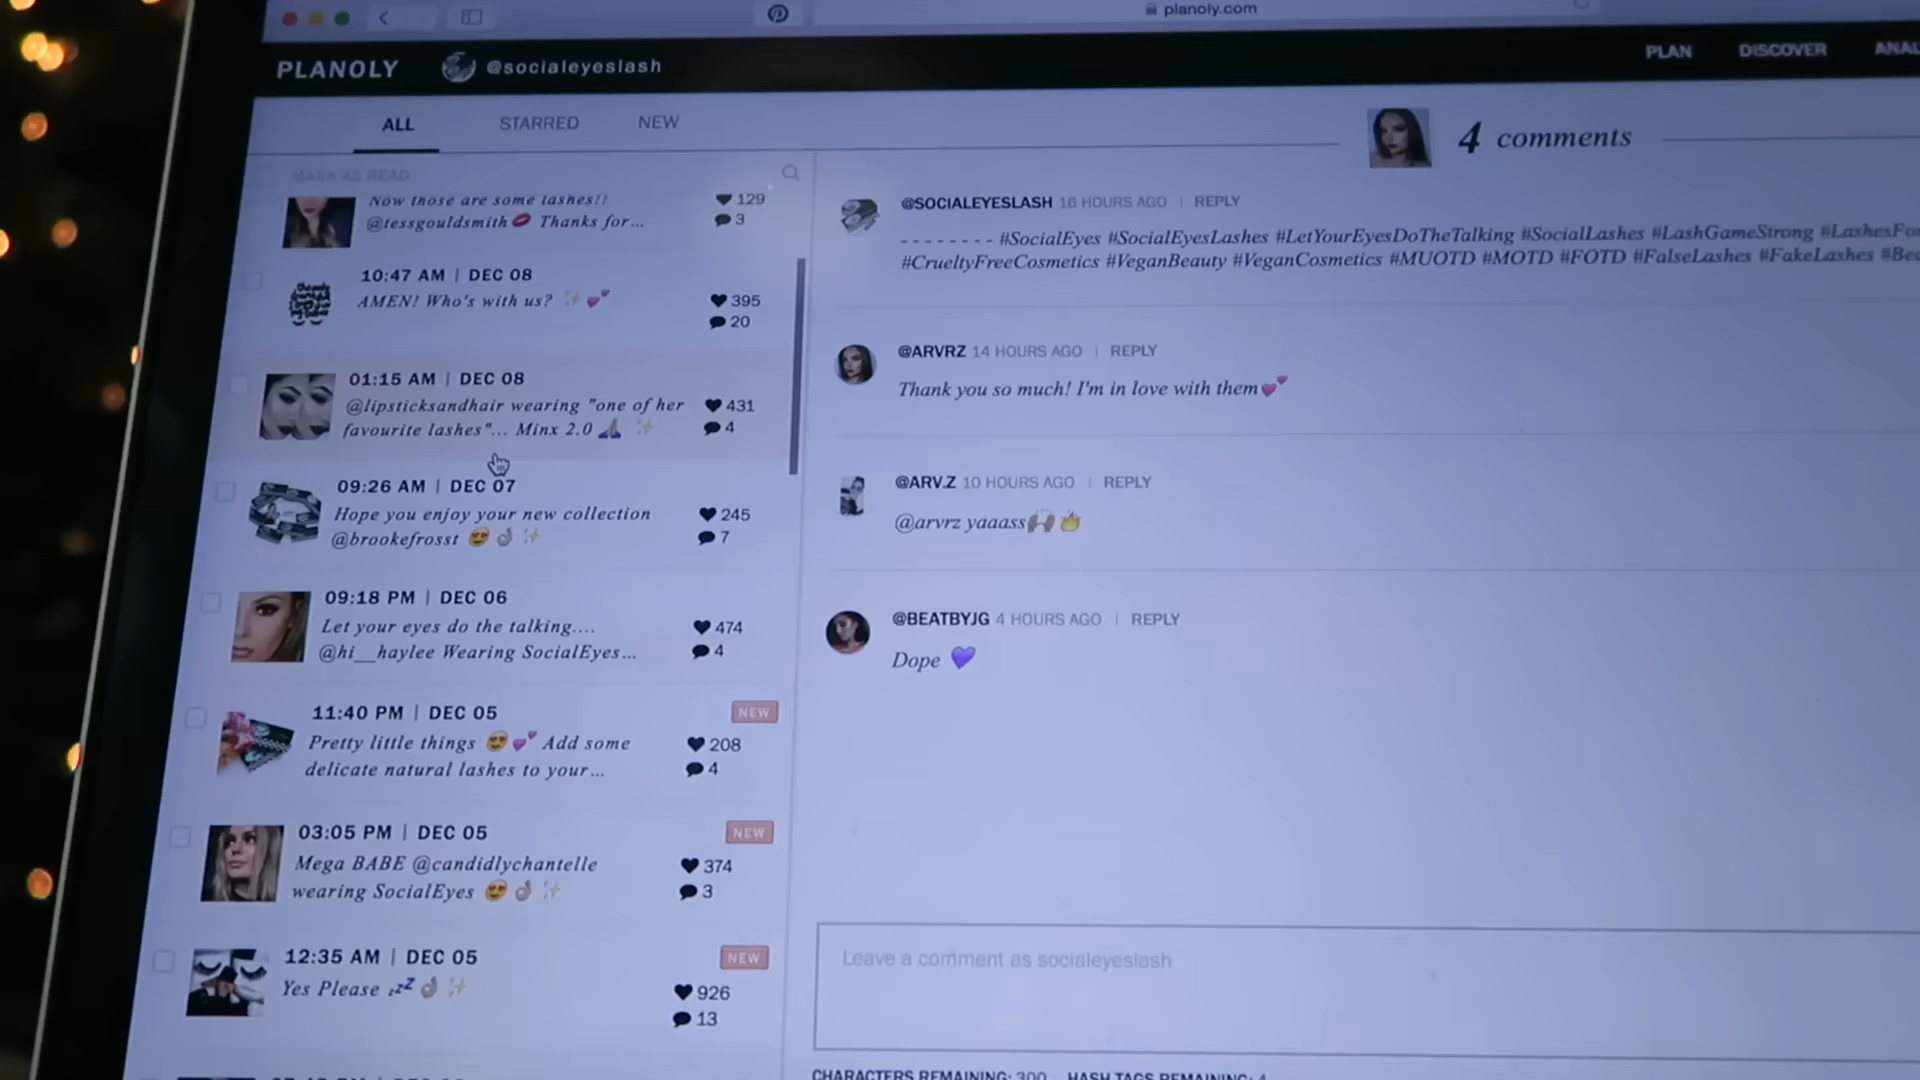 planoly.com
PLANOLY @socialeyeslash
PLAN DISCOVER
ALL STARRED NEW
4 comments
MARK AS READ
Now those are some lashes!! 129
@tessgouldsmith💋 Thanks for... 3
10:47 AM | DEC 08
AMEN! Who's with us? ✨💕 395
20
01:15 AM | DEC 08
@lipsticksandhair wearing "one of her 431
favourite lashes"... Minx 2.0 🙏🏽 ✨ 4
09:26 AM | DEC 07
Hope you enjoy your new collection 245
@brookefrosst 😍👌🏽✨ 7
09:18 PM | DEC 06
Let your eyes do the talking.... 474
@hi__haylee Wearing SocialEyes... 4
11:40 PM | DEC 05 NEW
Pretty little things 😍💕 Add some 208
delicate natural lashes to your... 4
03:05 PM | DEC 05 NEW
Mega BABE @candidlychantelle 374
wearing SocialEyes 😍👌🏽✨ 3
12:35 AM | DEC 05 NEW
Yes Please 💤👌🏽✨ 926
13
@SOCIALEYESLASH 16 HOURS AGO | REPLY
- - - - - - - - #SocialEyes #SocialEyesLashes #LetYourEyesDoTheTalking #SocialLashes #LashGameStrong
#CrueltyFreeCosmetics #VeganBeauty #VeganCosmetics #MUOTD #MOTD #FOTD #FalseLashes #FakeLashes
@ARVRZ 14 HOURS AGO | REPLY
Thank you so much! I'm in love with them💕
@ARV.Z 10 HOURS AGO | REPLY
@arvrz yaaass🙌🏽🔥
@BEATBYJG 4 HOURS AGO | REPLY
Dope 💜
Leave a comment as socialeyeslash
CHARACTERS REMAINING: 300 HASH TAGS REMAINING: 4